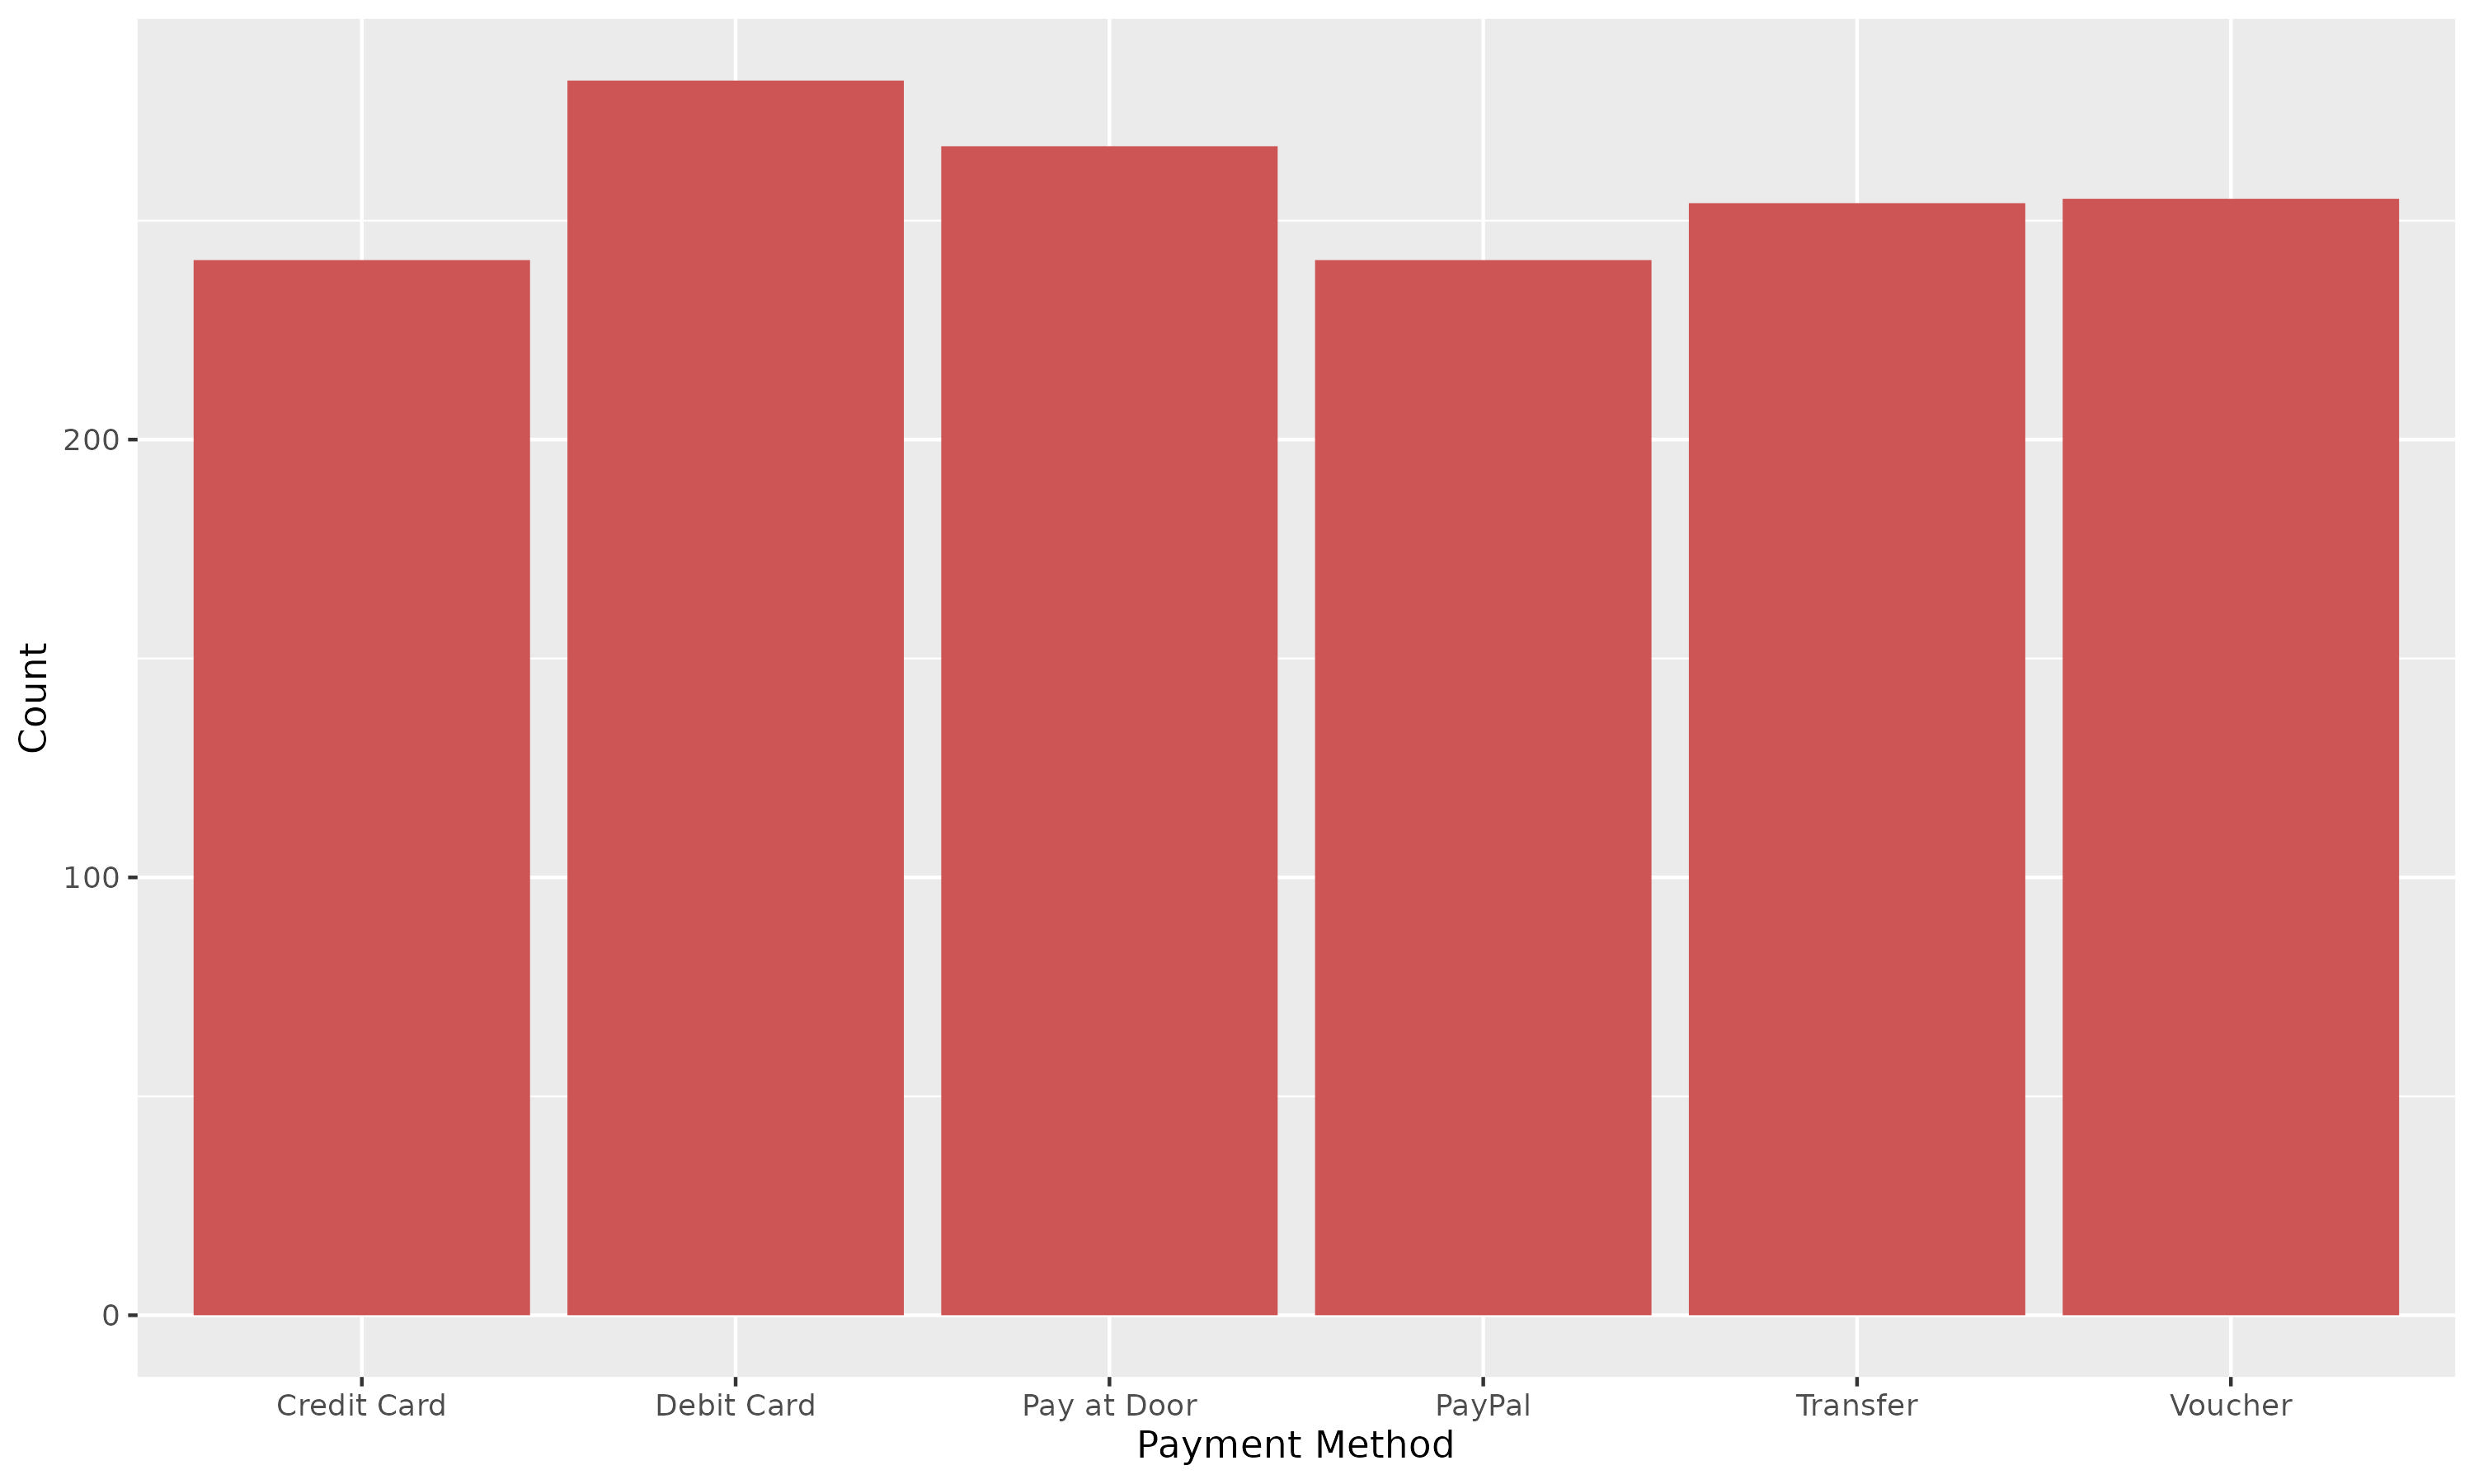 Count
200
100
0
Credit Card Debit Card Pay at Door PayPal Transfer Voucher
Payment Method